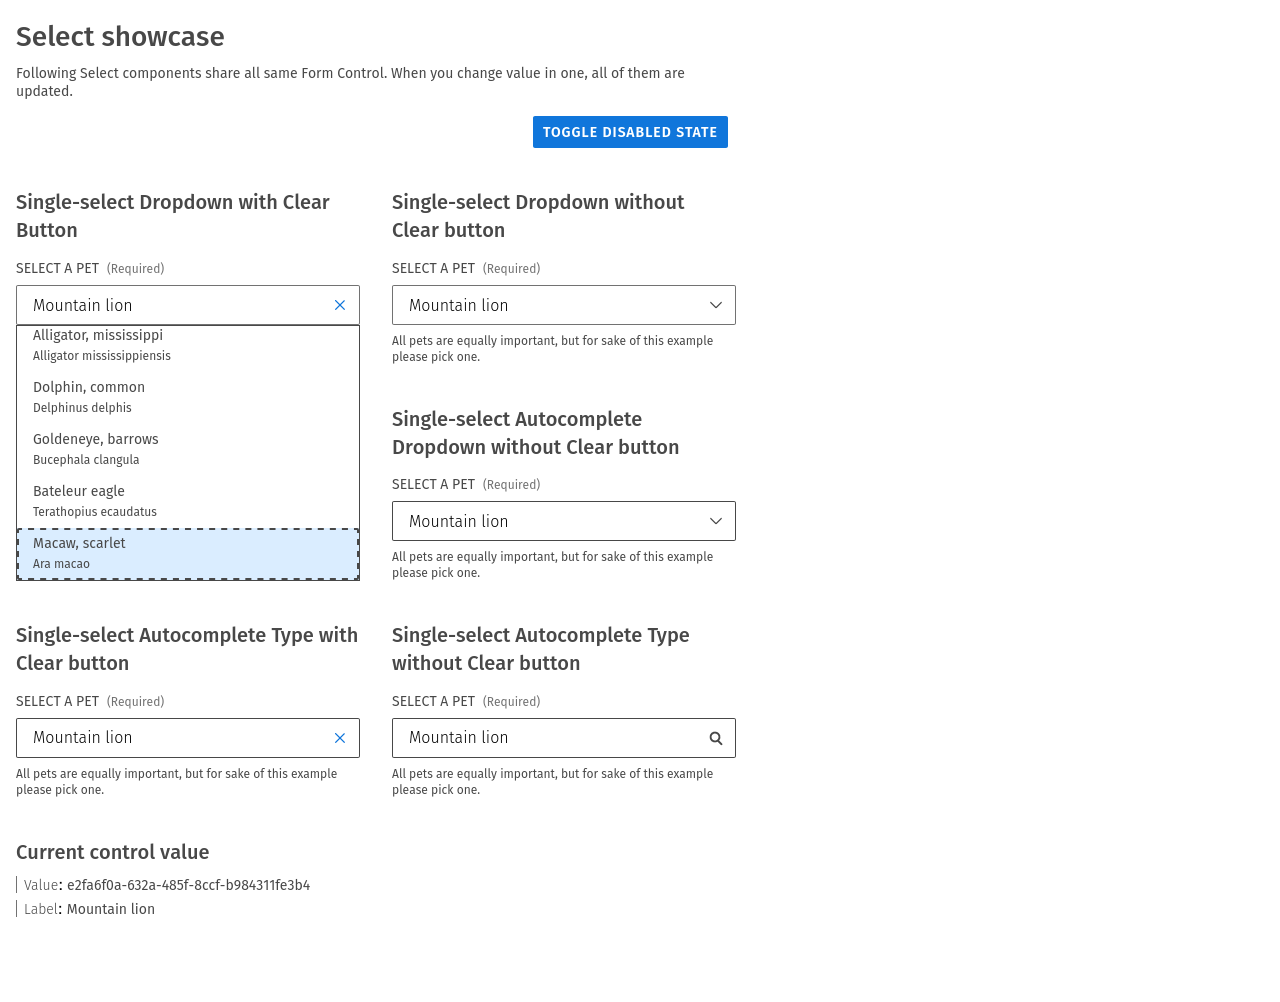 Select showcase
Following Select components share all same Form Control. When you change value in one, all of them are
updated.
TOGGLE DISABLED STATE
Single-select Dropdown with Clear
Button
SELECT A PET (Required)
Mountain lion
Alligator, mississippi
Alligator mississippiensis
Dolphin, common
Delphinus delphis
Goldeneye, barrows
Bucephala clangula
Bateleur eagle
Terathopius ecaudatus
Macaw, scarlet
Ara macao
Single-select Dropdown without
Clear button
SELECT A PET (Required)
Mountain lion
All pets are equally important, but for sake of this example
please pick one.
Single-select Autocomplete
Dropdown without Clear button
SELECT A PET (Required)
Mountain lion
All pets are equally important, but for sake of this example
please pick one.
Single-select Autocomplete Type with
Clear button
SELECT A PET (Required)
Mountain lion
All pets are equally important, but for sake of this example
please pick one.
Single-select Autocomplete Type
without Clear button
SELECT A PET (Required)
Mountain lion
All pets are equally important, but for sake of this example
please pick one.
Current control value
Value: e2fa6f0a-632a-485f-8ccf-b984311fe3b4
Label: Mountain lion